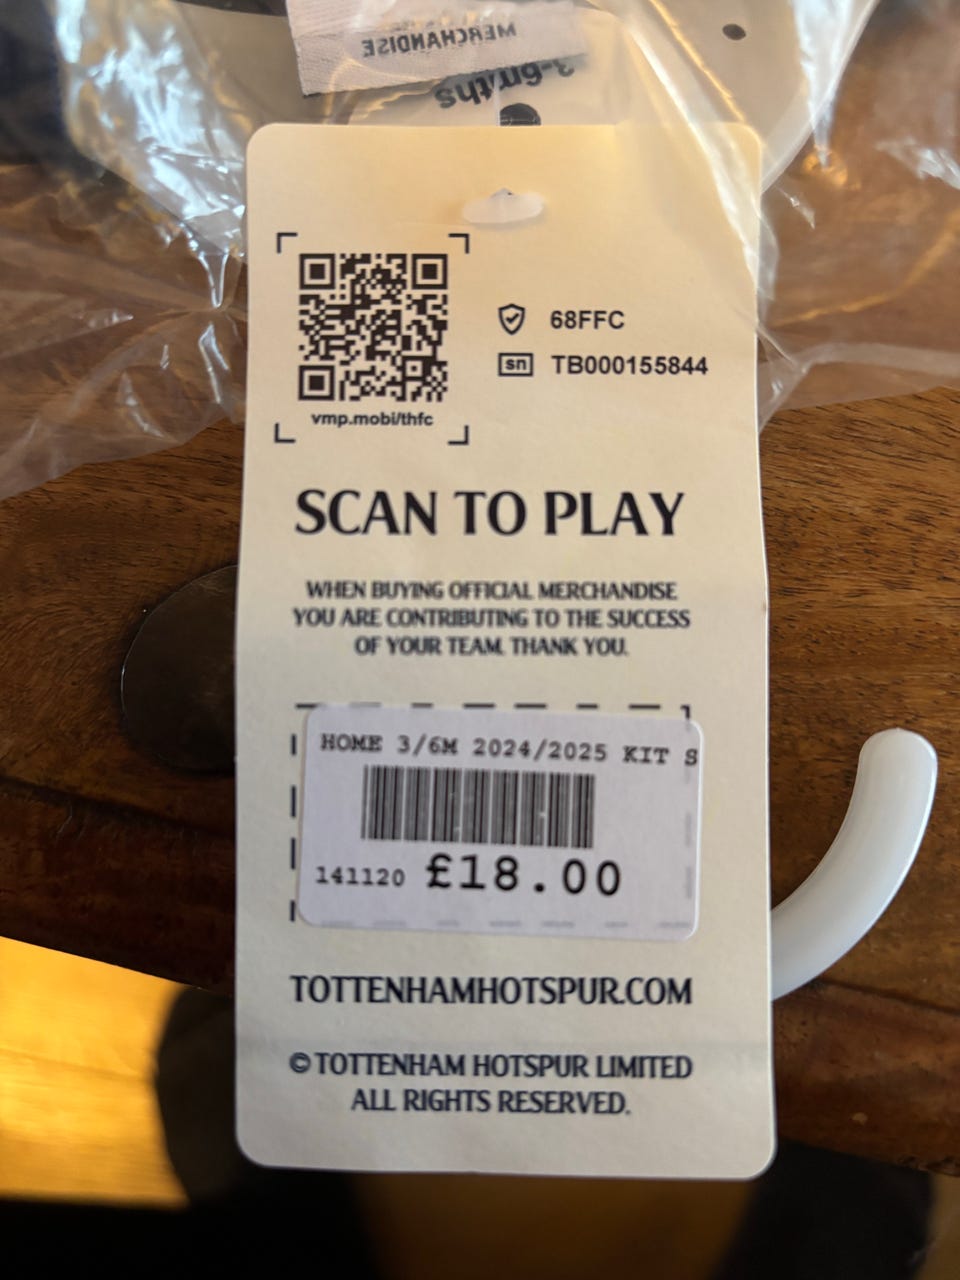 MERCHANDISE
3-6mths
68FFC
sn TB000155844
vmp.mobi/thfc
SCAN TO PLAY
WHEN BUYING OFFICIAL MERCHANDISE
YOU ARE CONTRIBUTING TO THE SUCCESS
OF YOUR TEAM. THANK YOU.
HOME 3/6M 2024/2025 KIT S
141120 £18.00
TOTTENHAMHOTSPUR.COM
© TOTTENHAM HOTSPUR LIMITED
ALL RIGHTS RESERVED.